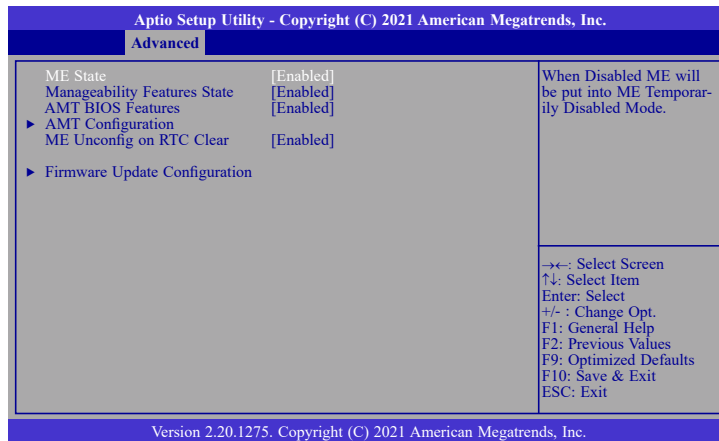 Aptio Setup Utility - Copyright (C) 2021 American Megatrends, Inc.
Advanced
ME State [Enabled]
Manageability Features State [Enabled]
AMT BIOS Features [Enabled]
► AMT Configuration
ME Unconfig on RTC Clear [Enabled]
► Firmware Update Configuration
When Disabled ME will
be put into ME Temporar-
ily Disabled Mode.
→←: Select Screen
↑↓: Select Item
Enter: Select
+/- : Change Opt.
F1: General Help
F2: Previous Values
F9: Optimized Defaults
F10: Save & Exit
ESC: Exit
Version 2.20.1275. Copyright (C) 2021 American Megatrends, Inc.